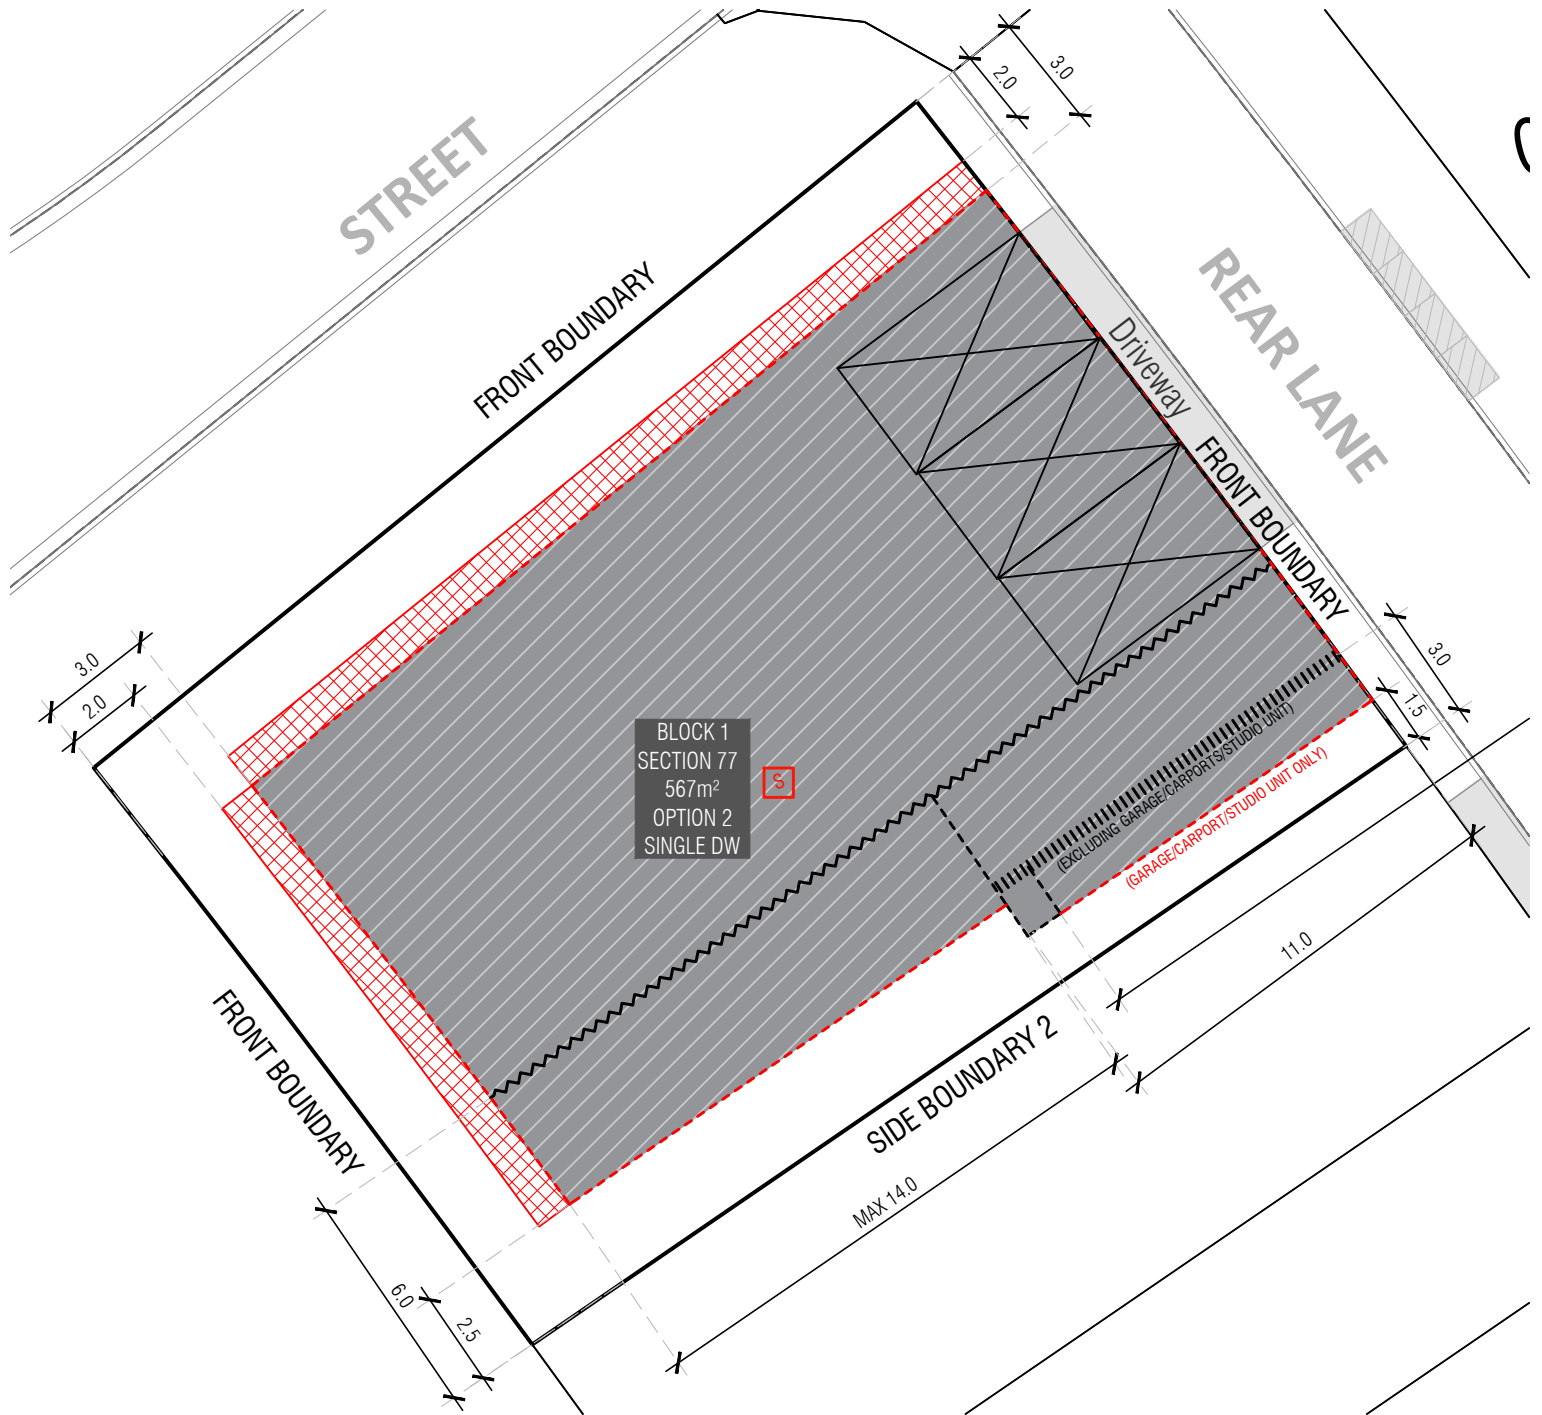 STREET
3.0
2.0
FRONT BOUNDARY
REAR LANE
Driveway
FRONT BOUNDARY
3.0
2.0
3.0
1.5
BLOCK 1
SECTION 77
567m²
OPTION 2
SINGLE DW
S
(EXCLUDING GARAGE/CARPORTS/STUDIO UNIT)
(GARAGE/CARPORT/STUDIO UNIT ONLY)
11.0
FRONT BOUNDARY
SIDE BOUNDARY 2
MAX 14.0
6.0
2.5